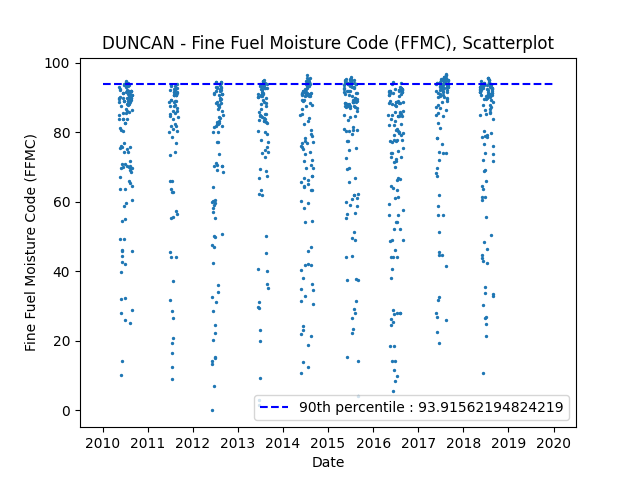 DUNCAN - Fine Fuel Moisture Code (FFMC), Scatterplot
100
80
60
40
20
0
Fine Fuel Moisture Code (FFMC)
90th percentile : 93.91562194824219
2010 2011 2012 2013 2014 2015 2016 2017 2018 2019 2020
Date